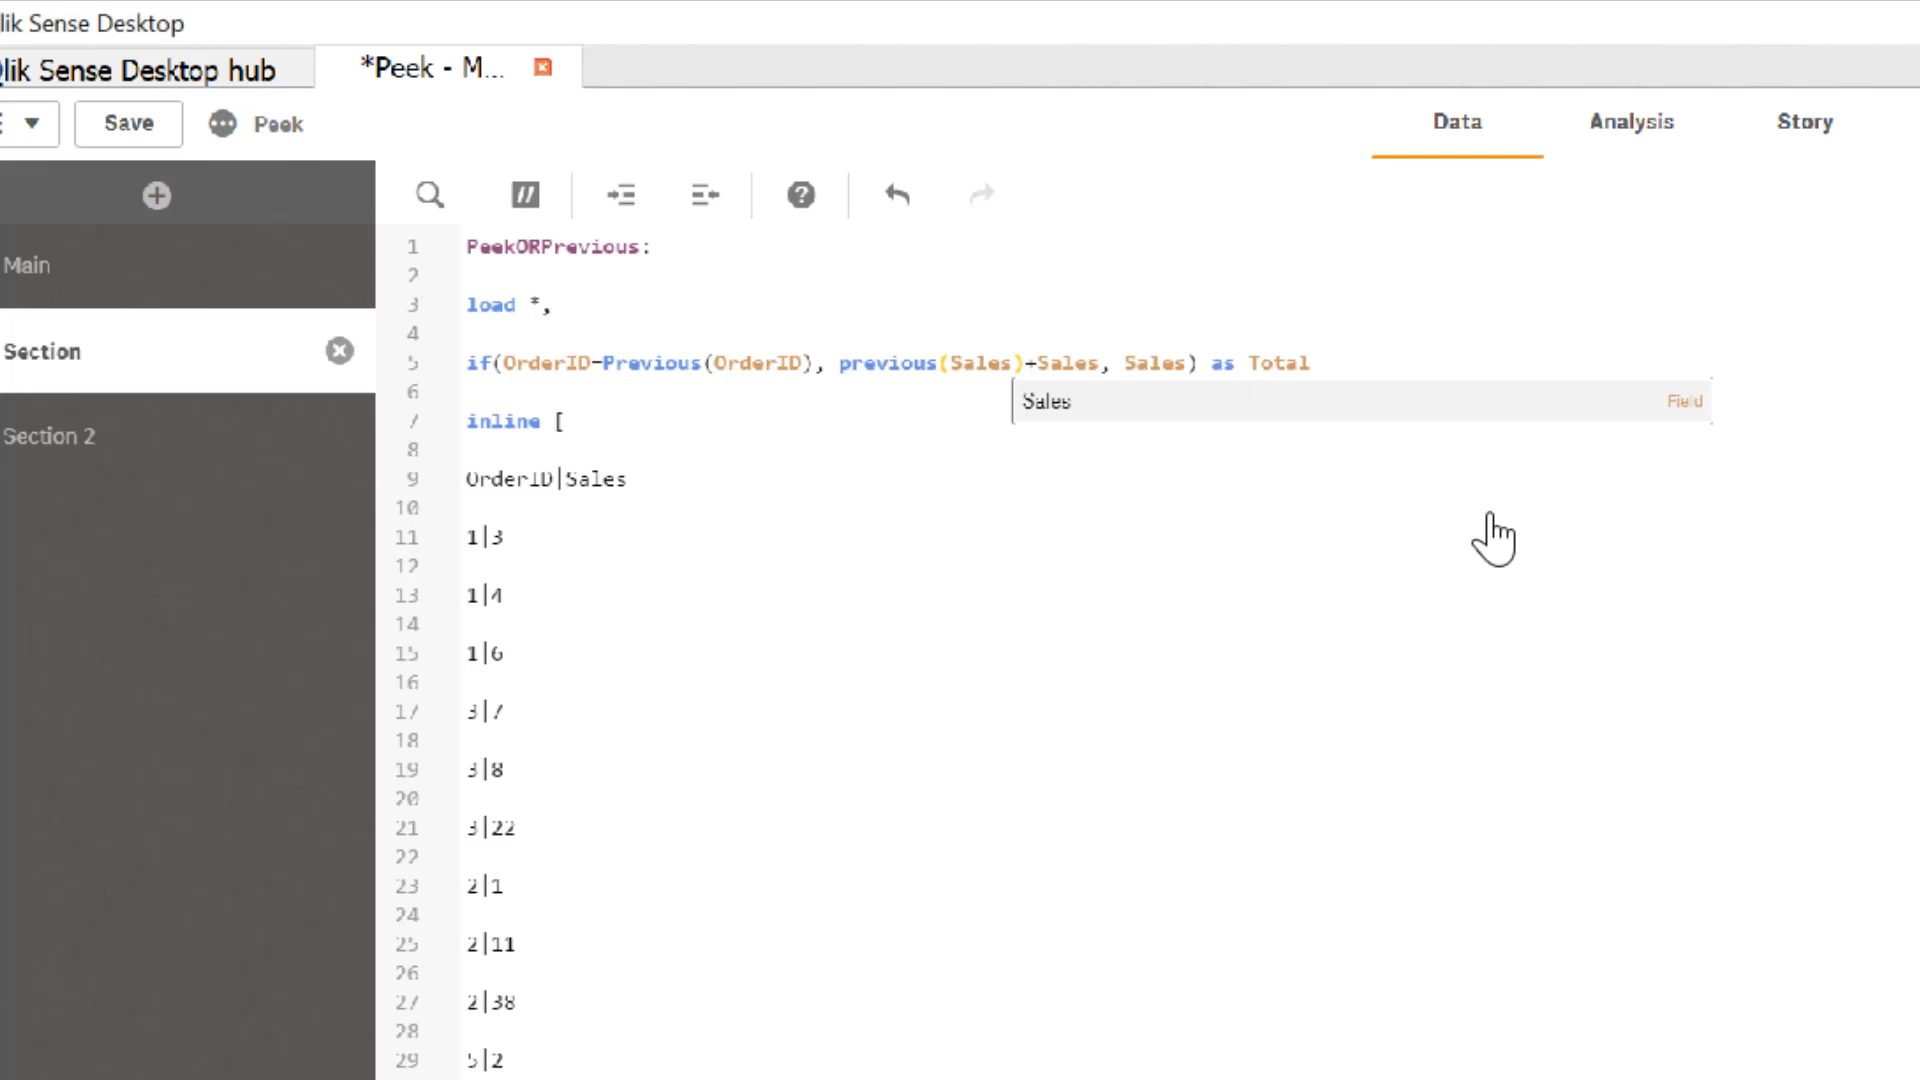 lik Sense Desktop
lik Sense Desktop hub
*Peek - M...
Save
Peek
Data
Analysis
Story
Main
Section
Section 2
1 PeekORPrevious:
2
3 load *,
4
5 if(OrderID=Previous(OrderID), previous(Sales)+Sales, Sales) as Total
6
Sales Field
7 inline [
8
9 OrderID|Sales
10
11 1|3
12
13 1|4
14
15 1|6
16
17 3|7
18
19 3|8
20
21 3|22
22
23 2|1
24
25 2|11
26
27 2|38
28
29 5|2